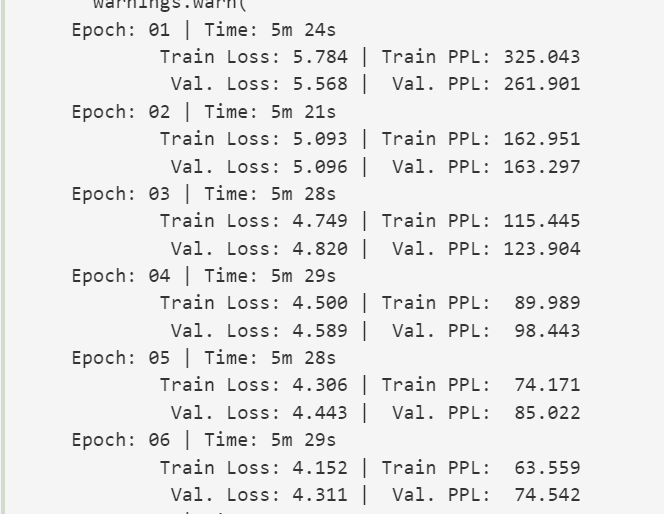 warnings.warn(
Epoch: 01 | Time: 5m 24s
Train Loss: 5.784 | Train PPL: 325.043
Val. Loss: 5.568 | Val. PPL: 261.901
Epoch: 02 | Time: 5m 21s
Train Loss: 5.093 | Train PPL: 162.951
Val. Loss: 5.096 | Val. PPL: 163.297
Epoch: 03 | Time: 5m 28s
Train Loss: 4.749 | Train PPL: 115.445
Val. Loss: 4.820 | Val. PPL: 123.904
Epoch: 04 | Time: 5m 29s
Train Loss: 4.500 | Train PPL: 89.989
Val. Loss: 4.589 | Val. PPL: 98.443
Epoch: 05 | Time: 5m 28s
Train Loss: 4.306 | Train PPL: 74.171
Val. Loss: 4.443 | Val. PPL: 85.022
Epoch: 06 | Time: 5m 29s
Train Loss: 4.152 | Train PPL: 63.559
Val. Loss: 4.311 | Val. PPL: 74.542